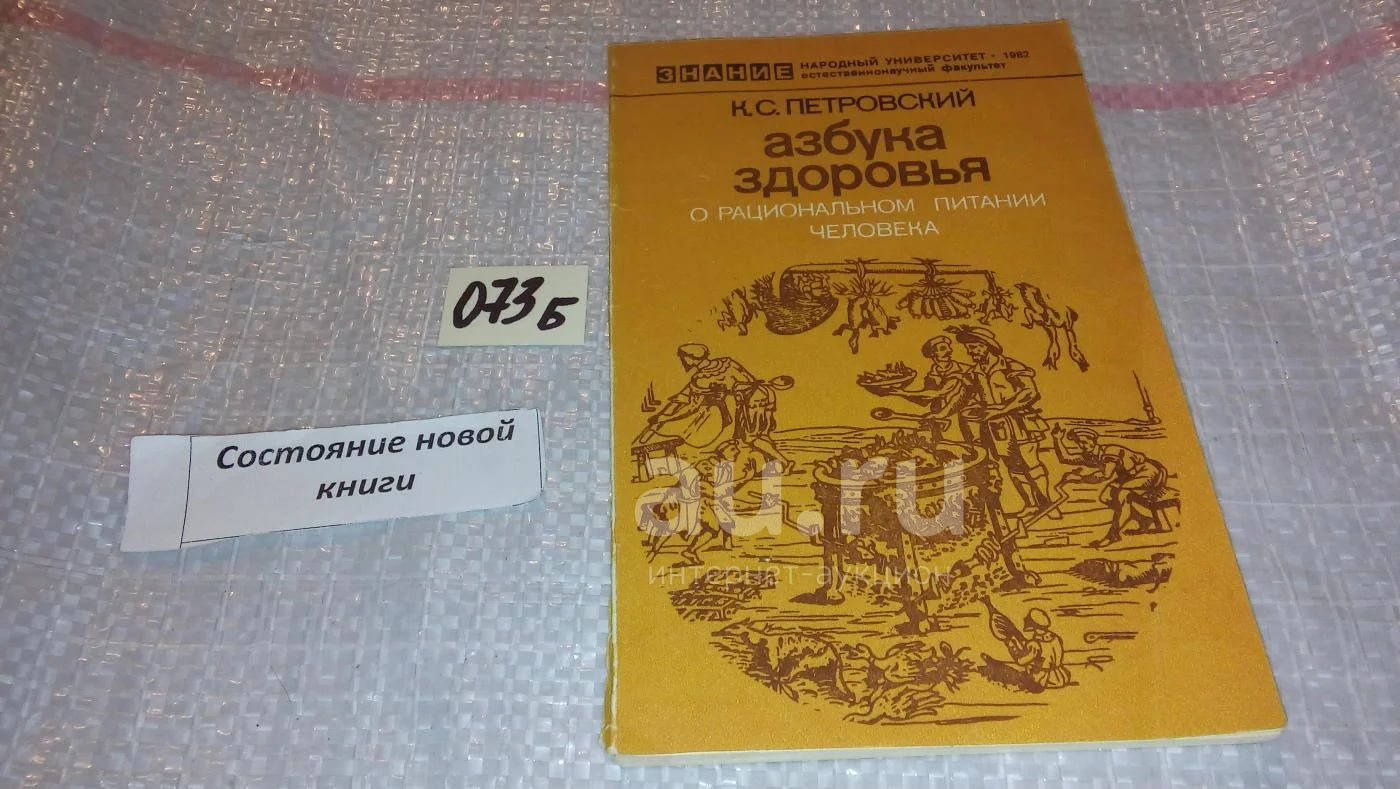 ЗНАНИЕ
НАРОДНЫЙ УНИВЕРСИТЕТ • 1982
естественнонаучный факультет
К.С.ПЕТРОВСКИЙ
азбука
здоровья
О РАЦИОНАЛЬНОМ ПИТАНИИ
ЧЕЛОВЕКА
073 Б
Состояние новой
книги
au.ru
интернет-аукцион